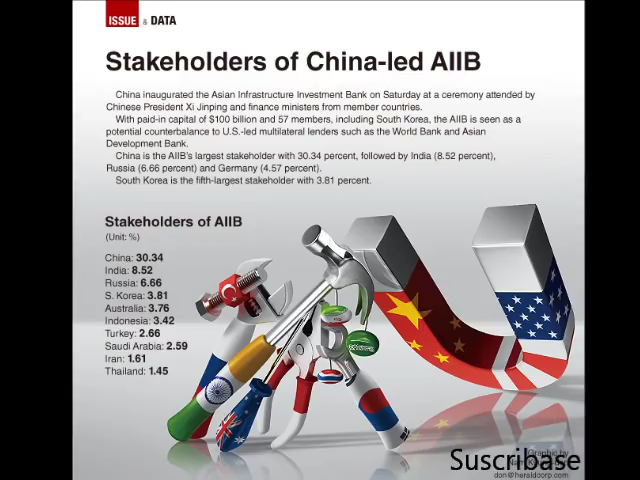 ISSUE & DATA
Stakeholders of China-led AIIB
China inaugurated the Asian Infrastructure Investment Bank on Saturday at a ceremony attended by
Chinese President Xi Jinping and finance ministers from member countries.
With paid-in capital of $100 billion and 57 members, including South Korea, the AIIB is seen as a
potential counterbalance to U.S.-led multilateral lenders such as the World Bank and Asian
Development Bank.
China is the AIIB's largest stakeholder with 30.34 percent, followed by India (8.52 percent),
Russia (6.66 percent) and Germany (4.57 percent).
South Korea is the fifth-largest stakeholder with 3.81 percent.
Stakeholders of AIIB
(Unit: %)
China: 30.34
India: 8.52
Russia: 6.66
S. Korea: 3.81
Australia: 3.76
Indonesia: 3.42
Turkey: 2.66
Saudi Arabia: 2.59
Iran: 1.61
Thailand: 1.45
Graphic by
Suscribase
don@heraldcorp.com